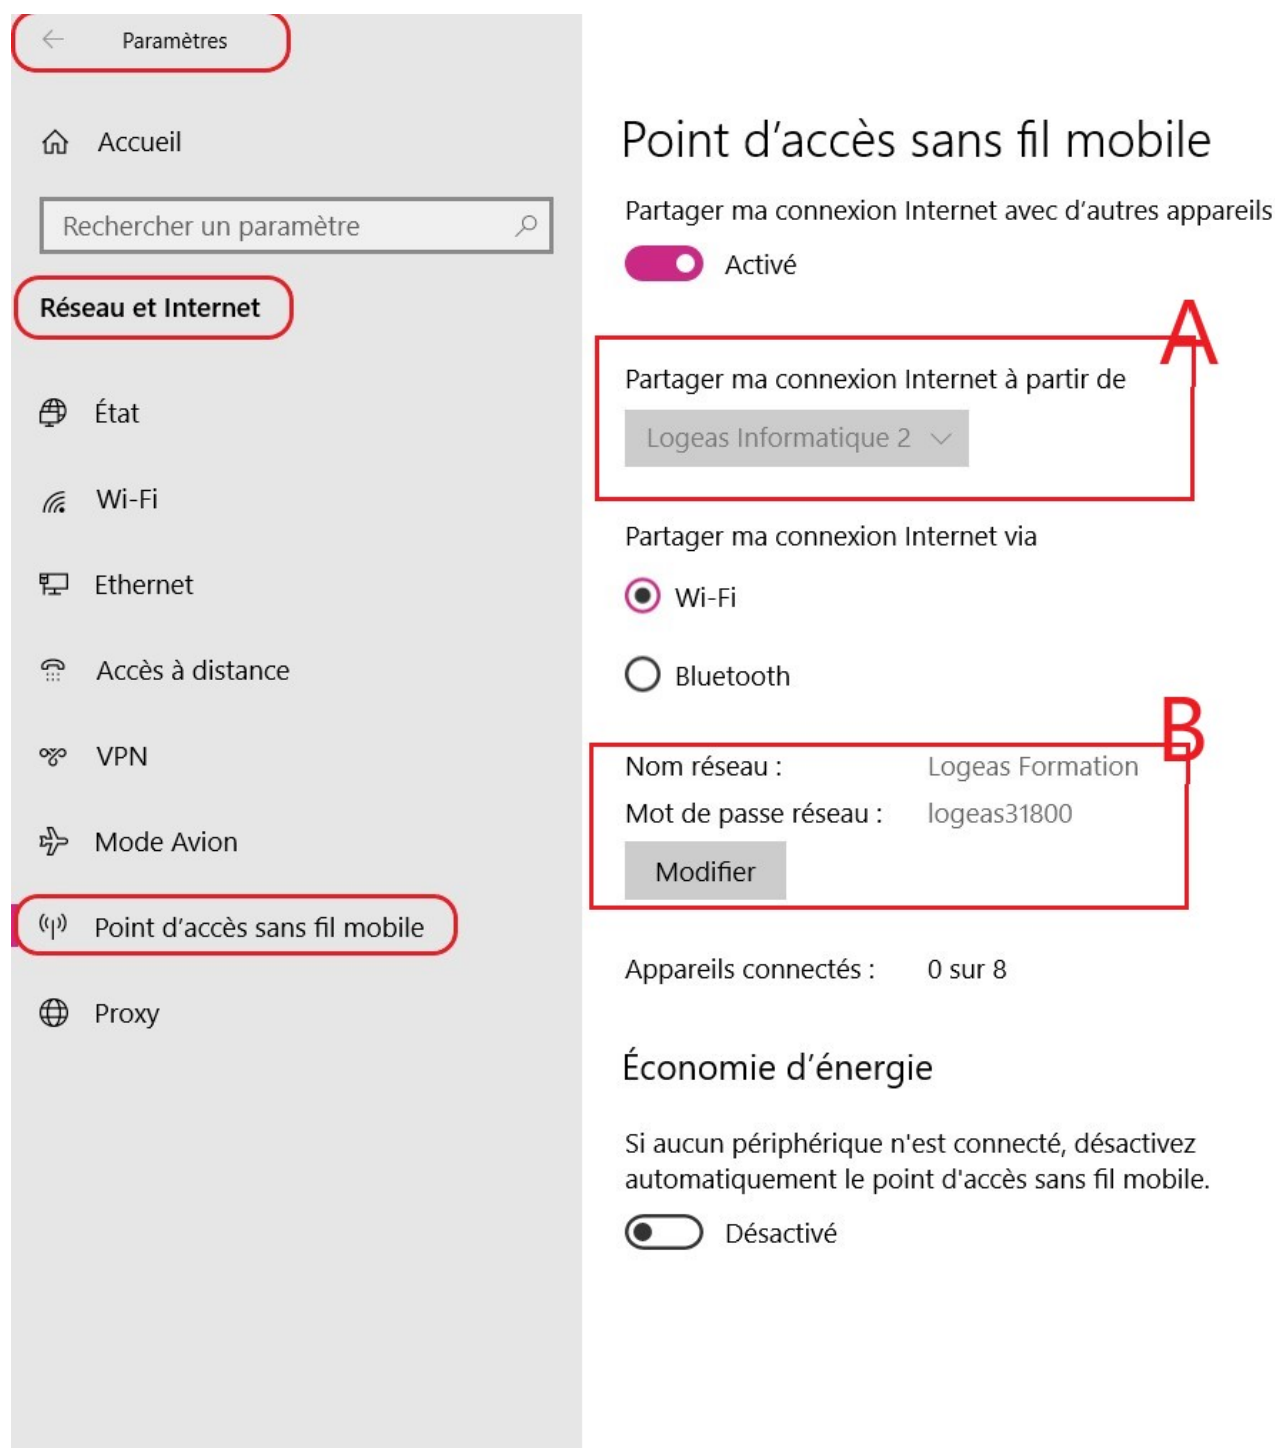 Paramètres
Accueil
Rechercher un paramètre
Réseau et Internet
État
Wi-Fi
Ethernet
Accès à distance
VPN
Mode Avion
Point d’accès sans fil mobile
Proxy
Point d’accès sans fil mobile
Partager ma connexion Internet avec d’autres appareils
Activé
A
Partager ma connexion Internet à partir de
Logeas Informatique 2
Partager ma connexion Internet via
Wi-Fi
Bluetooth
B
Nom réseau : Logeas Formation
Mot de passe réseau : logeas31800
Modifier
Appareils connectés : 0 sur 8
Économie d’énergie
Si aucun périphérique n'est connecté, désactivez
automatiquement le point d'accès sans fil mobile.
Désactivé